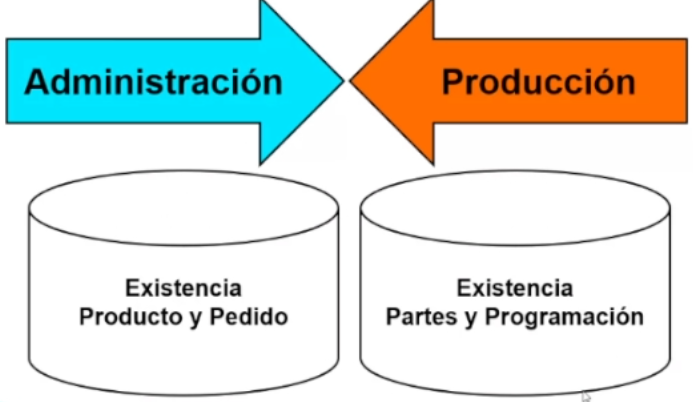 Administración
Producción
Existencia
Producto y Pedido
Existencia
Partes y Programación